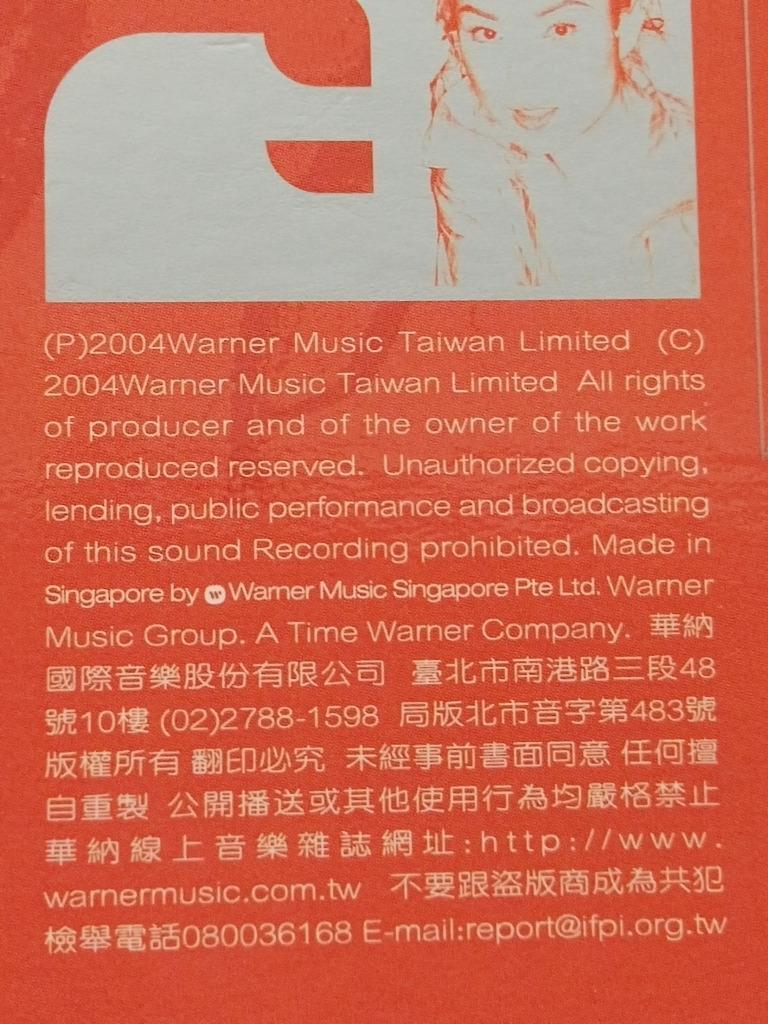 (P)2004Warner Music Taiwan Limited (C)
2004Warner Music Taiwan Limited All rights
of producer and of the owner of the work
reproduced reserved. Unauthorized copying,
lending, public performance and broadcasting
of this sound Recording prohibited. Made in
Singapore by W Warner Music Singapore Pte Ltd. Warner
Music Group. A Time Warner Company. 華納
國際音樂股份有限公司 臺北市南港路三段48
號10樓 (02)2788-1598 局版北市音字第483號
版權所有 翻印必究 未經事前書面同意 任何擅
自重製 公開播送或其他使用行為均嚴格禁止
華納線上音樂雜誌網址:http://www.
warnermusic.com.tw 不要跟盜版商成為共犯
檢舉電話080036168 E-mail:report@ifpi.org.tw